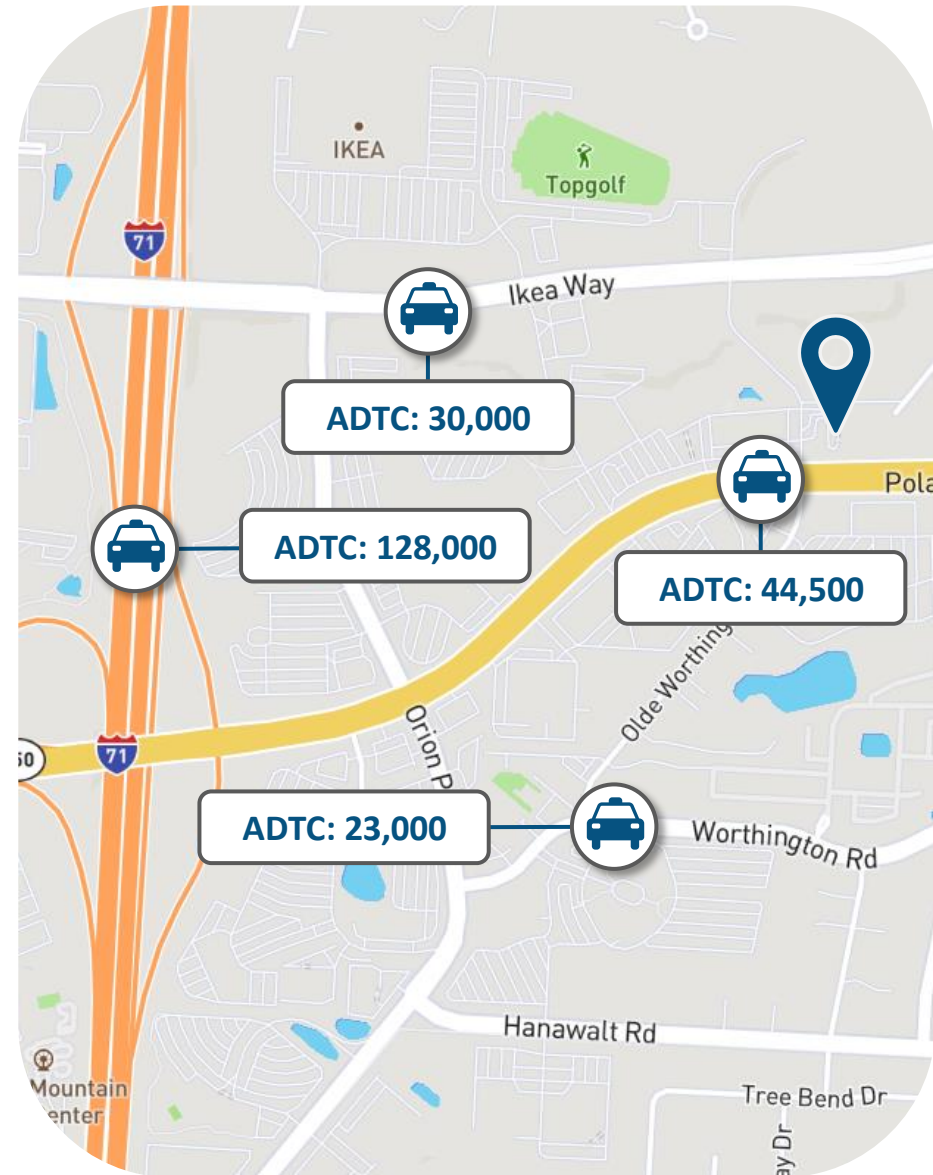 IKEA
Topgolf
71
Ikea Way
ADTC: 30,000
Pola
ADTC: 128,000
ADTC: 44,500
Olde Worthing
Orion P
50
71
ADTC: 23,000
Worthington Rd
Hanawalt Rd
Mountain
enter
Tree Bend Dr
ay Dr